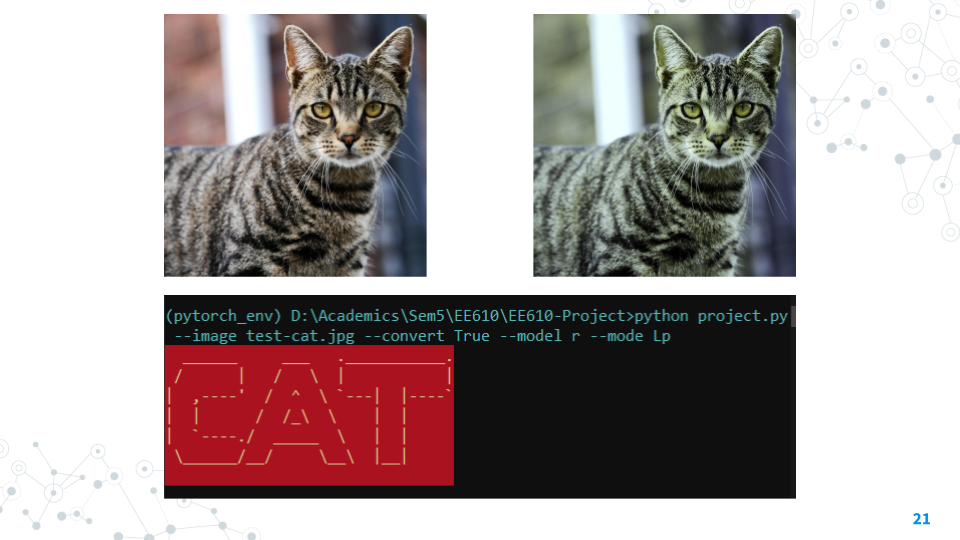 (pytorch_env) D:\Academics\Sem5\EE610\EE610-Project>python project.py
--image test-cat.jpg --convert True --model r --mode Lp
CAT
21